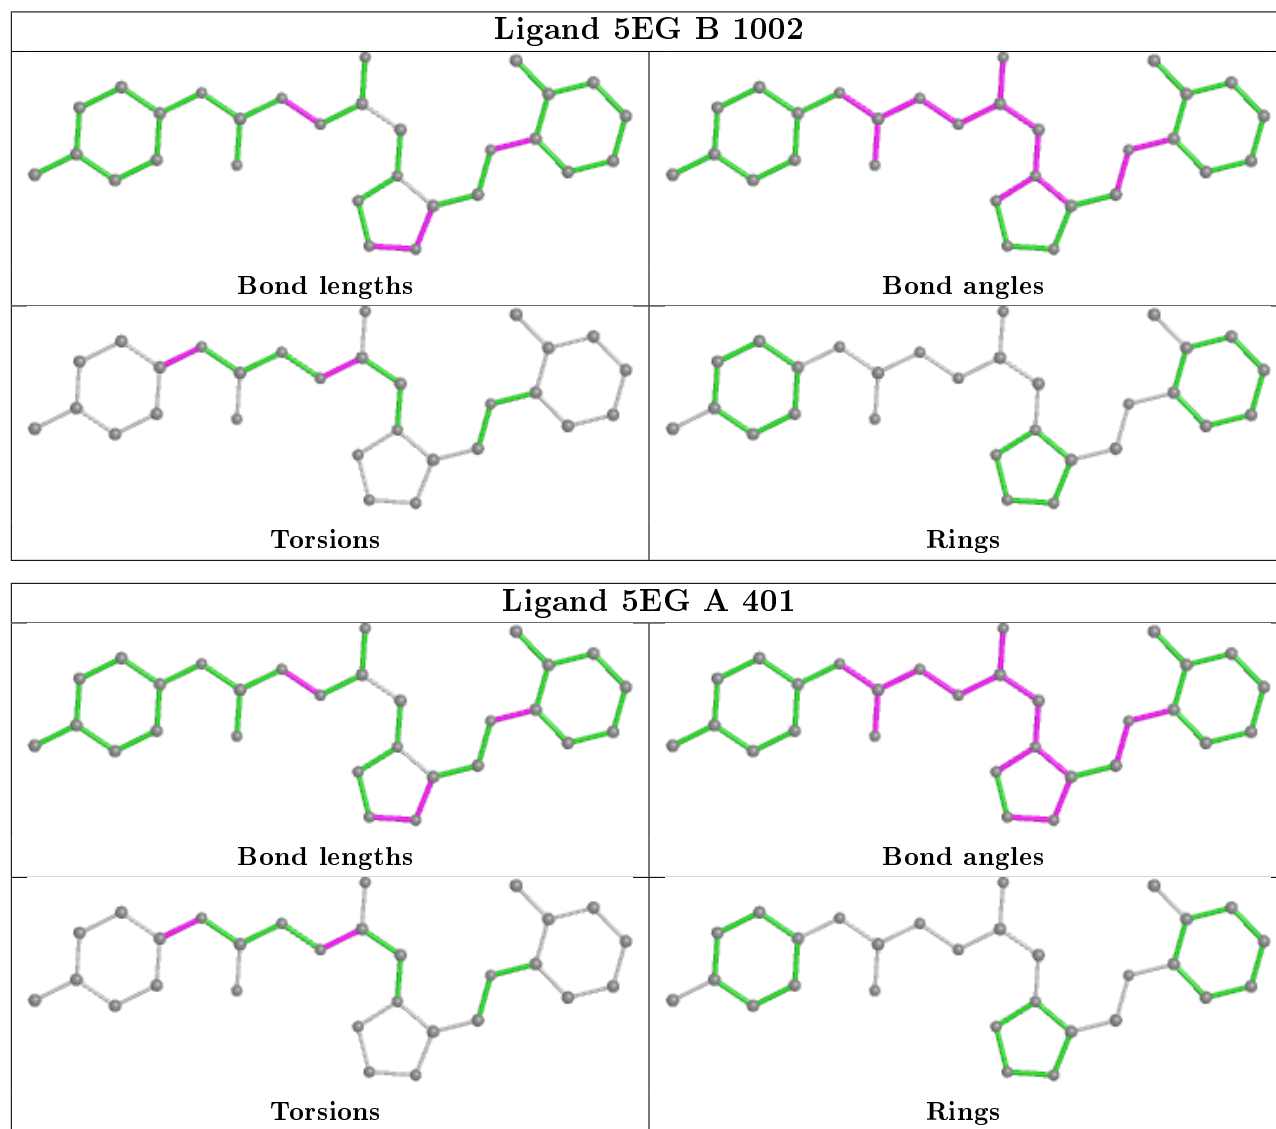 Ligand 5EG B 1002
Bond lengths
Bond angles
Torsions
Rings
Ligand 5EG A 401
Bond lengths
Bond angles
Torsions
Rings